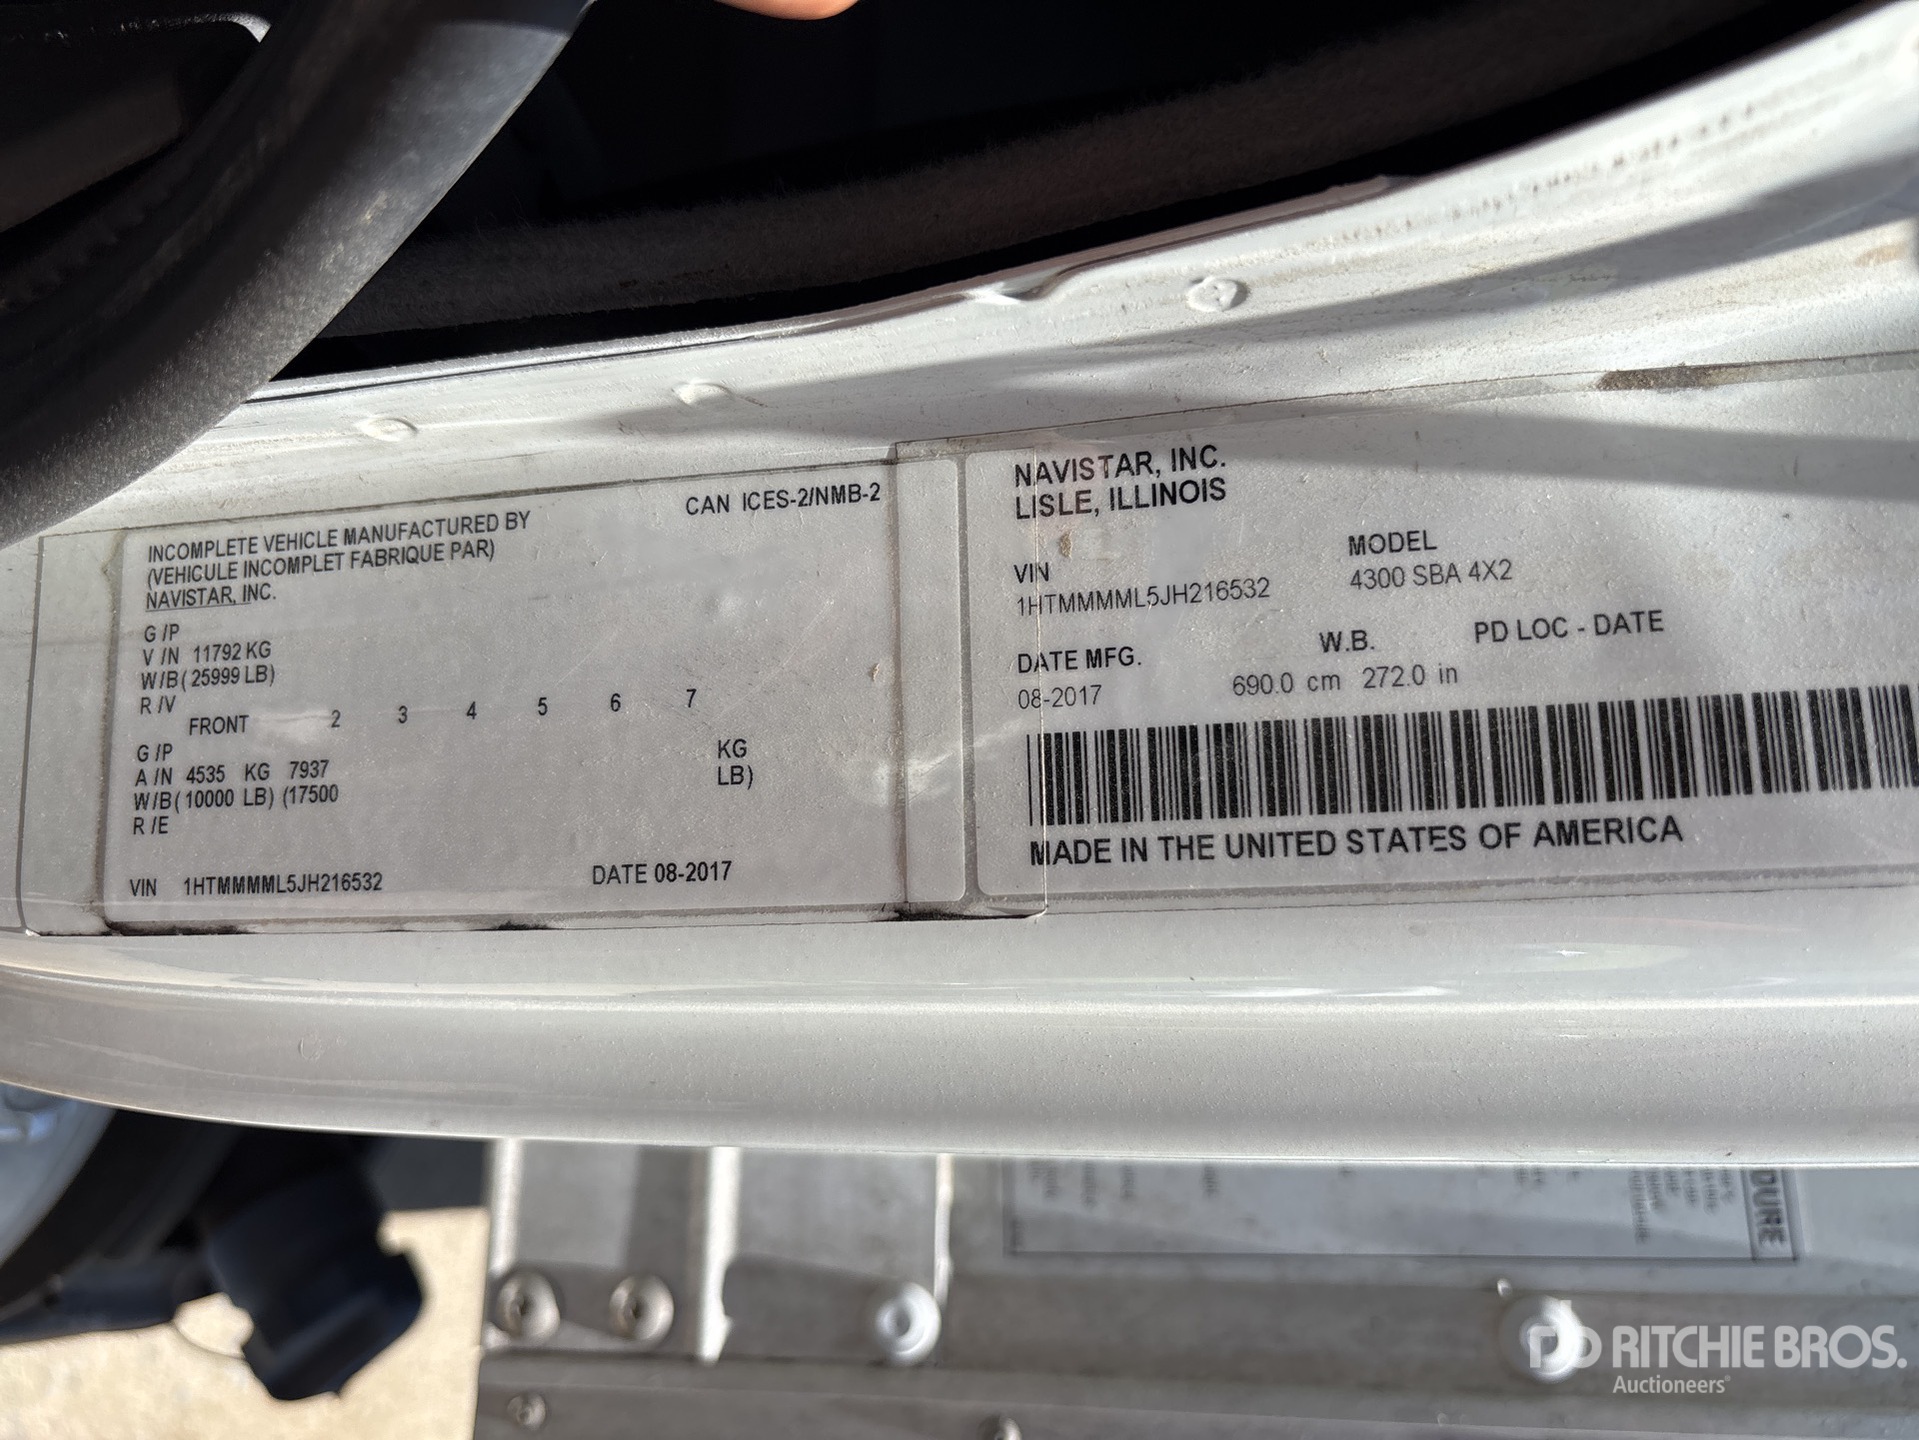 CAN ICES-2/NMB-2
INCOMPLETE VEHICLE MANUFACTURED BY
(VEHICULE INCOMPLET FABRIQUE PAR)
NAVISTAR, INC.
G /P
V /N 11792 KG
W/B ( 25999 LB)
R /V
FRONT 2 3 4 5 6 7
G /P
A /N 4535 KG 7937 KG
W/B ( 10000 LB) (17500 LB)
R /E
VIN 1HTMMMML5JH216532 DATE 08-2017
NAVISTAR, INC.
LISLE, ILLINOIS
VIN MODEL
1HTMMMML5JH216532 4300 SBA 4X2
DATE MFG. W.B. PD LOC - DATE
08-2017 690.0 cm 272.0 in
MADE IN THE UNITED STATES OF AMERICA
DURE
RITCHIE BROS.
Auctioneers